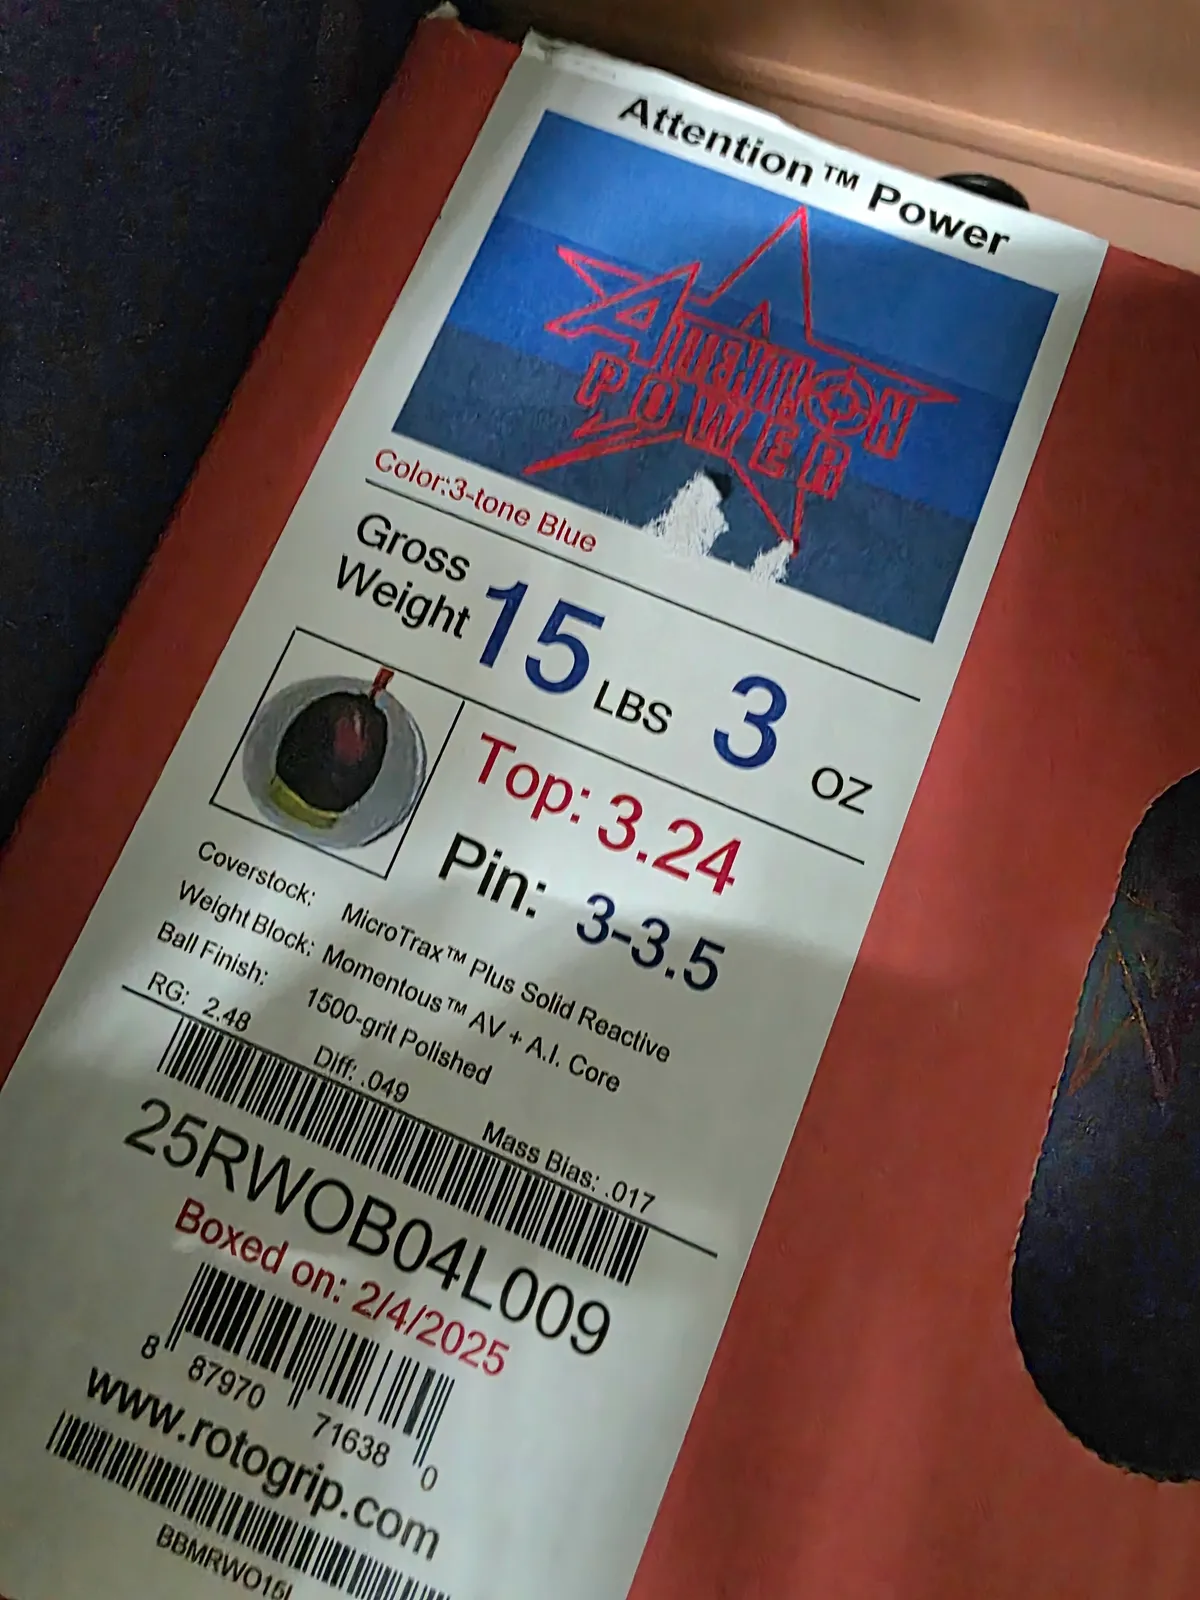 Attention™ Power
ATTENTION
POWER
Color:3-tone Blue
Gross Weight 15 LBS 3 OZ
Top: 3.24
Pin: 3-3.5
Coverstock; MicroTrax™ Plus Solid Reactive
Weight Block: Momentous™ AV + A.I. Core
Ball Finish: 1500-grit Polished
RG: 2.48 Diff: .049 Mass Bias: .017
25RWOB04L009
Boxed on: 2/4/2025
8 87970 71638 0
www.rotogrip.com